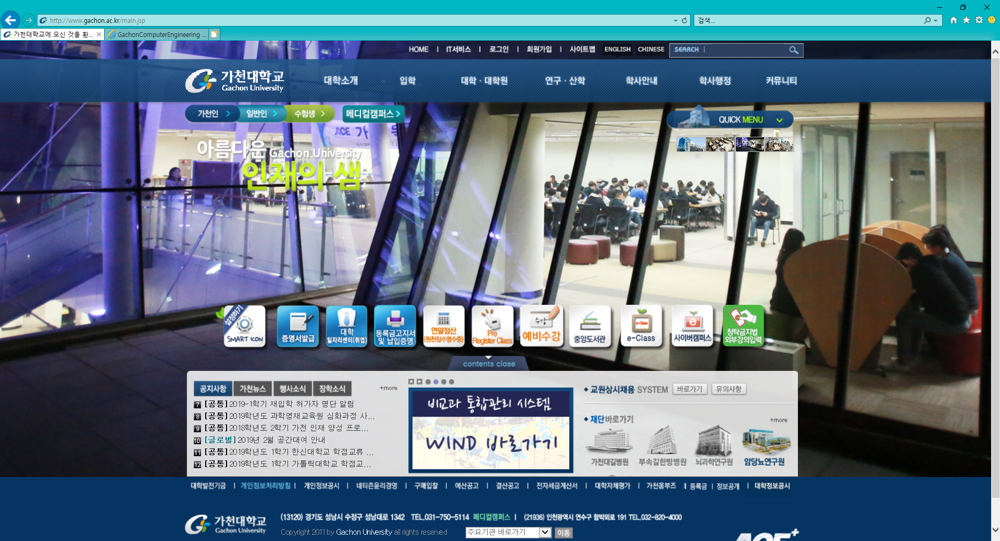 http://www.gachon.ac.kr/main.jsp
검색...
가천대학교에 오신 것을 환...
GachonComputerEngineering ...
HOME | IT서비스 | 로그인 | 회원가입 | 사이트맵 ENGLISH CHINESE SEARCH |
가천대학교
Gachon University
대학소개 입학 대학 · 대학원 연구 · 산학 학사안내 학사행정 커뮤니티
가천인 일반인 수험생 메디컬캠퍼스
QUICK MENU
ACE 가
아름다운 Gachon University
인재의 샘
설정하기
SMART ICON
증명서발급
대학
일자리센터(취업)
등록금고지서
및 납입증명
연말정산
(원천징수영수증)
Pre
Register Class
수강
예비수강
중앙도서관
e-Class
e-Class
사이버캠퍼스
청탁금지법
외부강의입력
contents close
공지사항 가천뉴스 행사소식 장학소식 +more
7 [공통] 2019-1학기 재입학 허가자 명단 알림
8 [공통] 2019학년도 과학영재교육원 심화과정 사...
9 [공통] 2018학년도 2학기 가천 인재 양성 프로...
10 [글로벌] 2019년 2월 공간대여 안내
11 [공통] 2019학년도 1학기 한신대학교 학점교류 ...
12 [공통] 2019학년도 1학기 가톨릭대학교 학점교...
비교과 통합관리 시스템
WIND 바로가기
교원상시채용 SYSTEM 바로가기 유의사항
재단바로가기 +more
가천대길병원 부속길한방병원 뇌과학연구원 암당뇨연구원
대학발전기금 | 개인정보처리방침 | 개인정보공시 | 네티즌윤리경영 | 구매입찰 | 예산공고 | 결산공고 | 전자세금계산서 | 대학자체평가 | 가천옴부즈 | 등록금 | 정보공개 | 대학정보공시
가천대학교
Gachon University
(13120) 경기도 성남시 수정구 성남대로 1342 TEL.031-750-5114 메디컬캠퍼스 | (21936) 인천광역시 연수구 함박뫼로 191 TEL.032-820-4000
Copyright 2011 by Gachon University all rights reserved
주요기관 바로가기 이동
ACE+